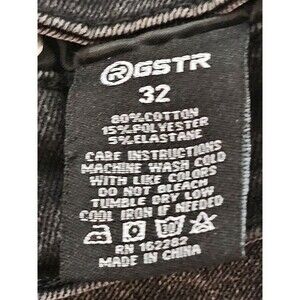 RGSTR
32
80%COTTON
15%POLYESTER
5%ELASTANE
CARE INSTRUCTIONS
MACHINE WASH COLD
WITH LIKE COLORS
DO NOT BLEACH
TUMBLE DRY LOW
COOL IRON IF NEEDED
RN 162282
MADE IN CHINA